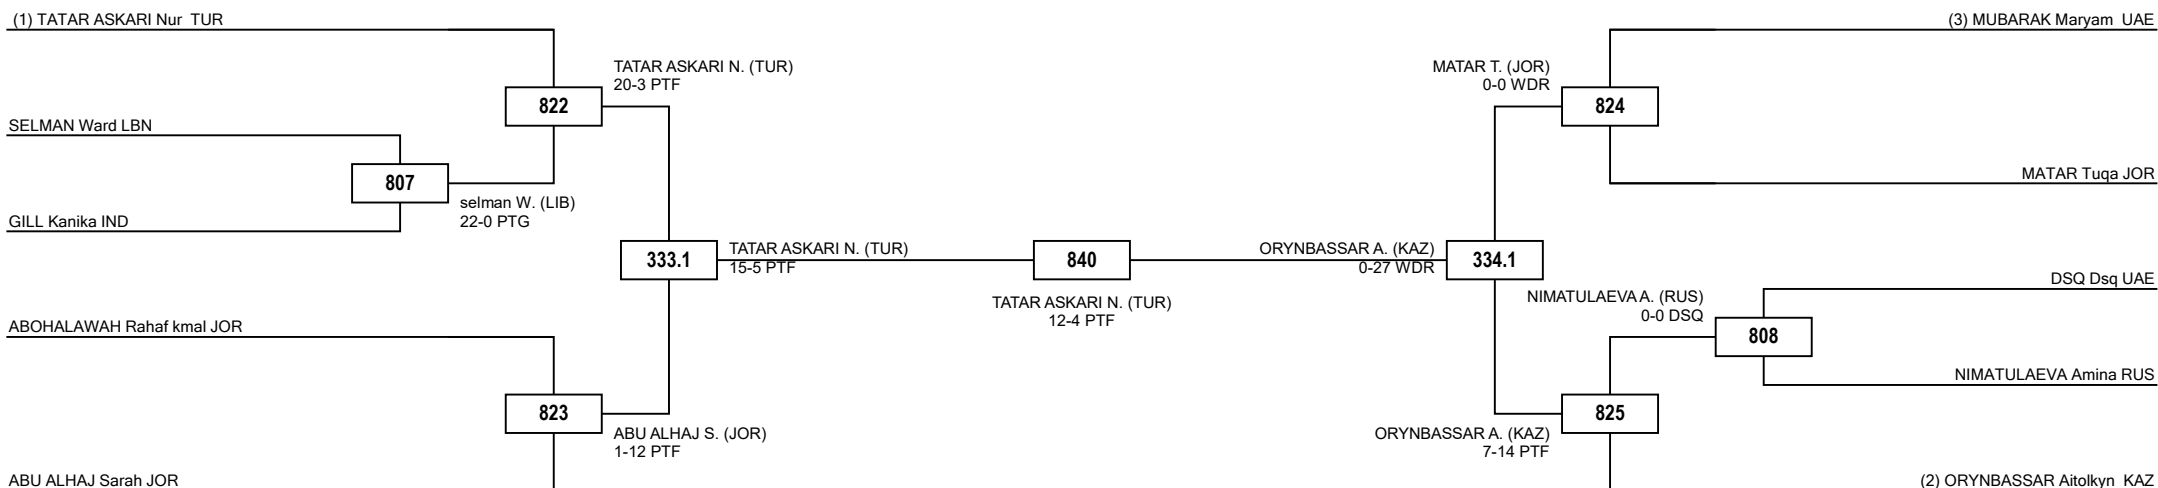 (1) TATAR ASKARI Nur  TUR
(3) MUBARAK Maryam  UAE
TATAR ASKARI N. (TUR)
20-3 PTF
MATAR T. (JOR)
0-0 WDR
822
824
SELMAN Ward LBN
807
MATAR Tuqa JOR
selman W. (LIB)
22-0 PTG
GILL Kanika IND
333.1
TATAR ASKARI N. (TUR)
15-5 PTF
840
TATAR ASKARI N. (TUR)
12-4 PTF
ORYNBASSAR A. (KAZ)
0-27 WDR
334.1
DSQ Dsq UAE
NIMATULAEVA A. (RUS)
0-0 DSQ
808
ABOHALAWAH Rahaf kmal JOR
NIMATULAEVA Amina RUS
823
825
ABU ALHAJ S. (JOR)
1-12 PTF
ORYNBASSAR A. (KAZ)
7-14 PTF
ABU ALHAJ Sarah JOR
(2) ORYNBASSAR Aitolkyn  KAZ